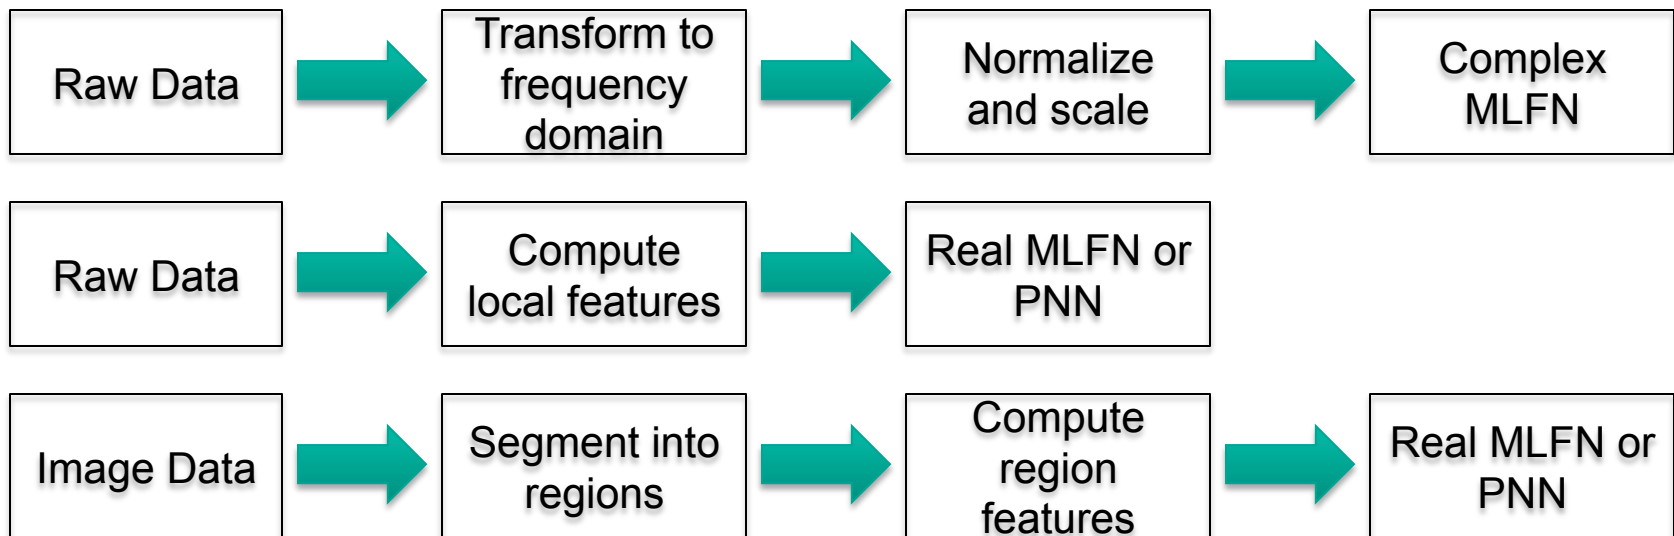 Raw Data
Transform to
frequency
domain
Normalize
and scale
Complex
MLFN
Raw Data
Compute
local features
Real MLFN or
PNN
Image Data
Segment into
regions
Compute
region
features
Real MLFN or
PNN